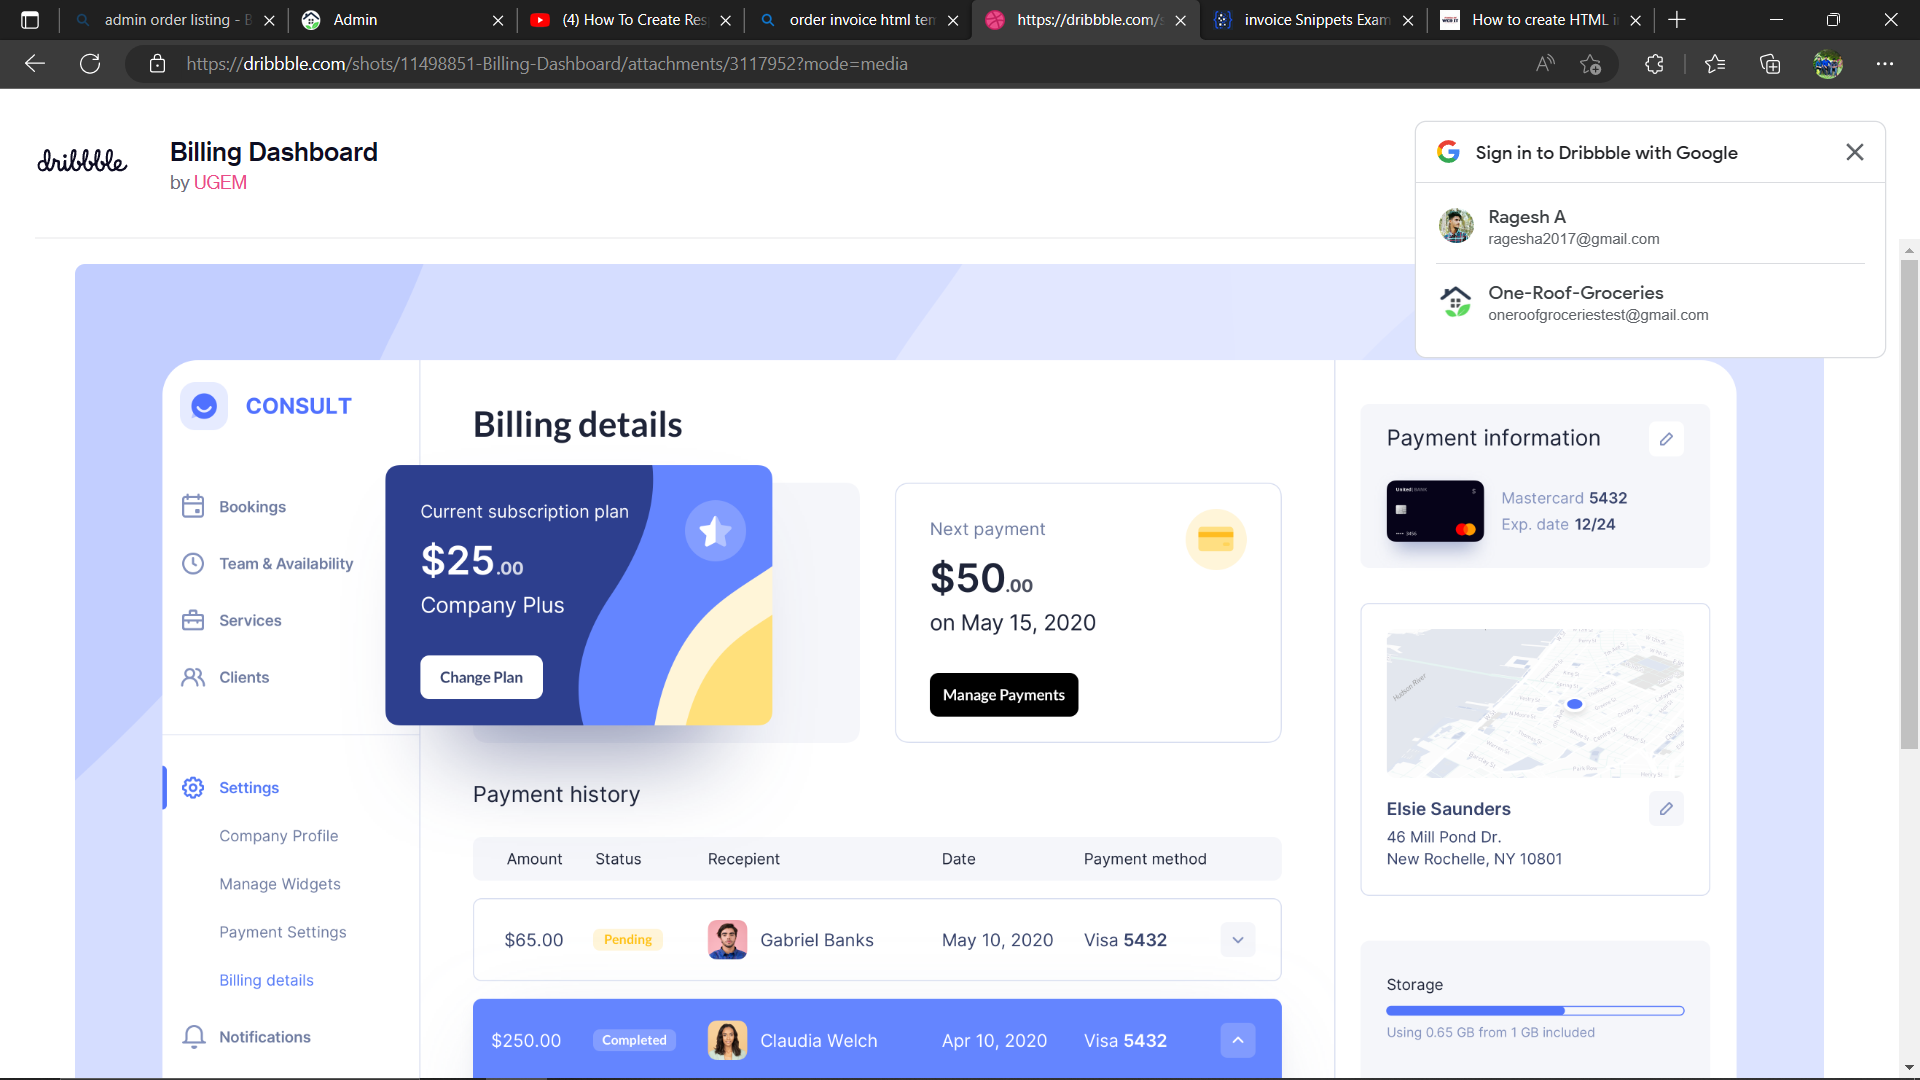 admin order listing - B
Admin
(4) How To Create Res
order invoice html tem
https://dribbble.com/s
invoice Snippets Exam
How to create HTML i
https://dribbble.com/shots/11498851-Billing-Dashboard/attachments/3117952?mode=media
dribbble
Billing Dashboard
by UGEM
Sign in to Dribbble with Google
Ragesh A
ragesha2017@gmail.com
One-Roof-Groceries
oneroofgroceriestest@gmail.com
CONSULT
Bookings
Team & Availability
Services
Clients
Settings
Company Profile
Manage Widgets
Payment Settings
Billing details
Notifications
Billing details
Current subscription plan
$25.00
Company Plus
Change Plan
Next payment
$50.00
on May 15, 2020
Manage Payments
Payment history
Amount Status Recepient Date Payment method
$65.00 Pending Gabriel Banks May 10, 2020 Visa 5432
$250.00 Completed Claudia Welch Apr 10, 2020 Visa 5432
Payment information
Mastercard 5432
Exp. date 12/24
Hudson River
Elsie Saunders
46 Mill Pond Dr.
New Rochelle, NY 10801
Storage
Using 0.65 GB from 1 GB included